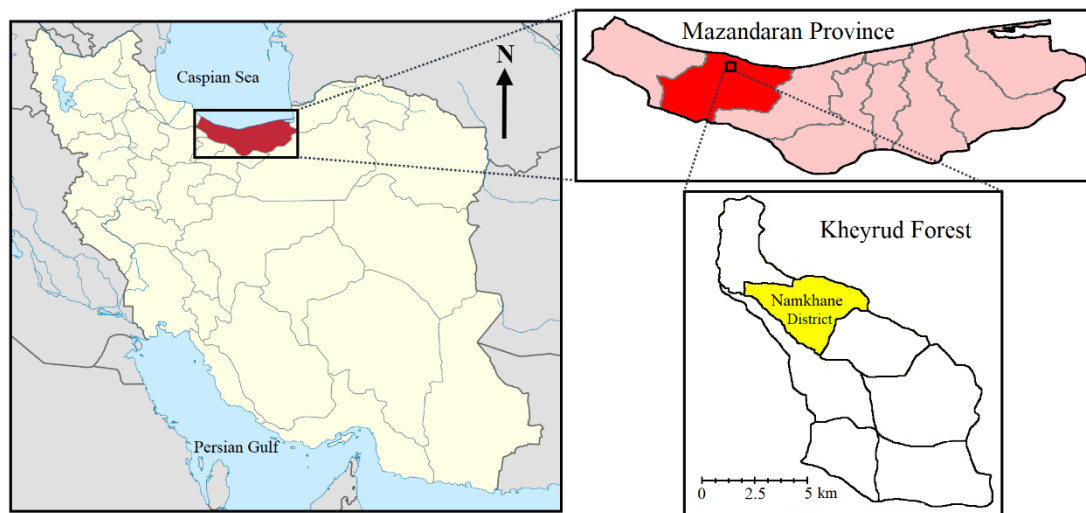 Caspian Sea
N
Persian Gulf
Mazandaran Province
Kheyrud Forest
Namkhane
District
0 2.5 5 km